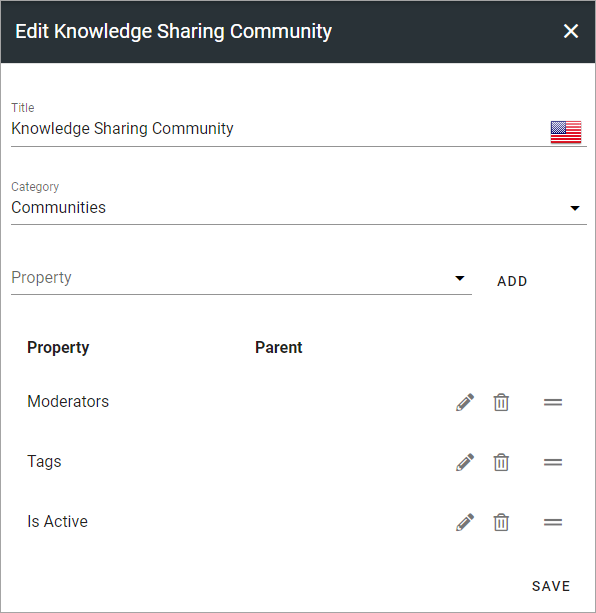 Edit Knowledge Sharing Community
Title
Knowledge Sharing Community
Category
Communities
Property
ADD
Property Parent
Moderators
Tags
Is Active
SAVE